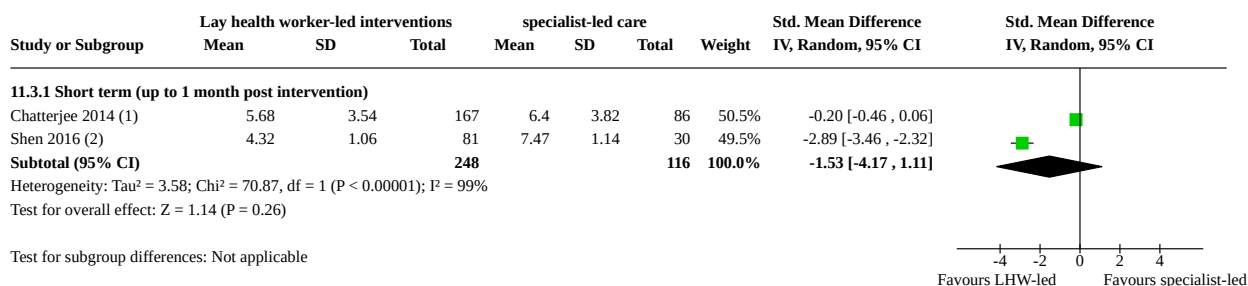 Lay health worker-led interventions specialist-led care Std. Mean Difference Std. Mean Difference
Study or Subgroup Mean SD Total Mean SD Total Weight IV, Random, 95% CI IV, Random, 95% CI
11.3.1 Short term (up to 1 month post intervention)
Chatterjee 2014 (1) 5.68 3.54 167 6.4 3.82 86 50.5% -0.20 [-0.46 , 0.06]
Shen 2016 (2) 4.32 1.06 81 7.47 1.14 30 49.5% -2.89 [-3.46 , -2.32]
Subtotal (95% CI) 248 116 100.0% -1.53 [-4.17 , 1.11]
Heterogeneity: Tau² = 3.58; Chi² = 70.87, df = 1 (P < 0.00001); I² = 99%
Test for overall effect: Z = 1.14 (P = 0.26)
Test for subgroup differences: Not applicable
-4 -2 0 2 4
Favours LHW-led Favours specialist-led